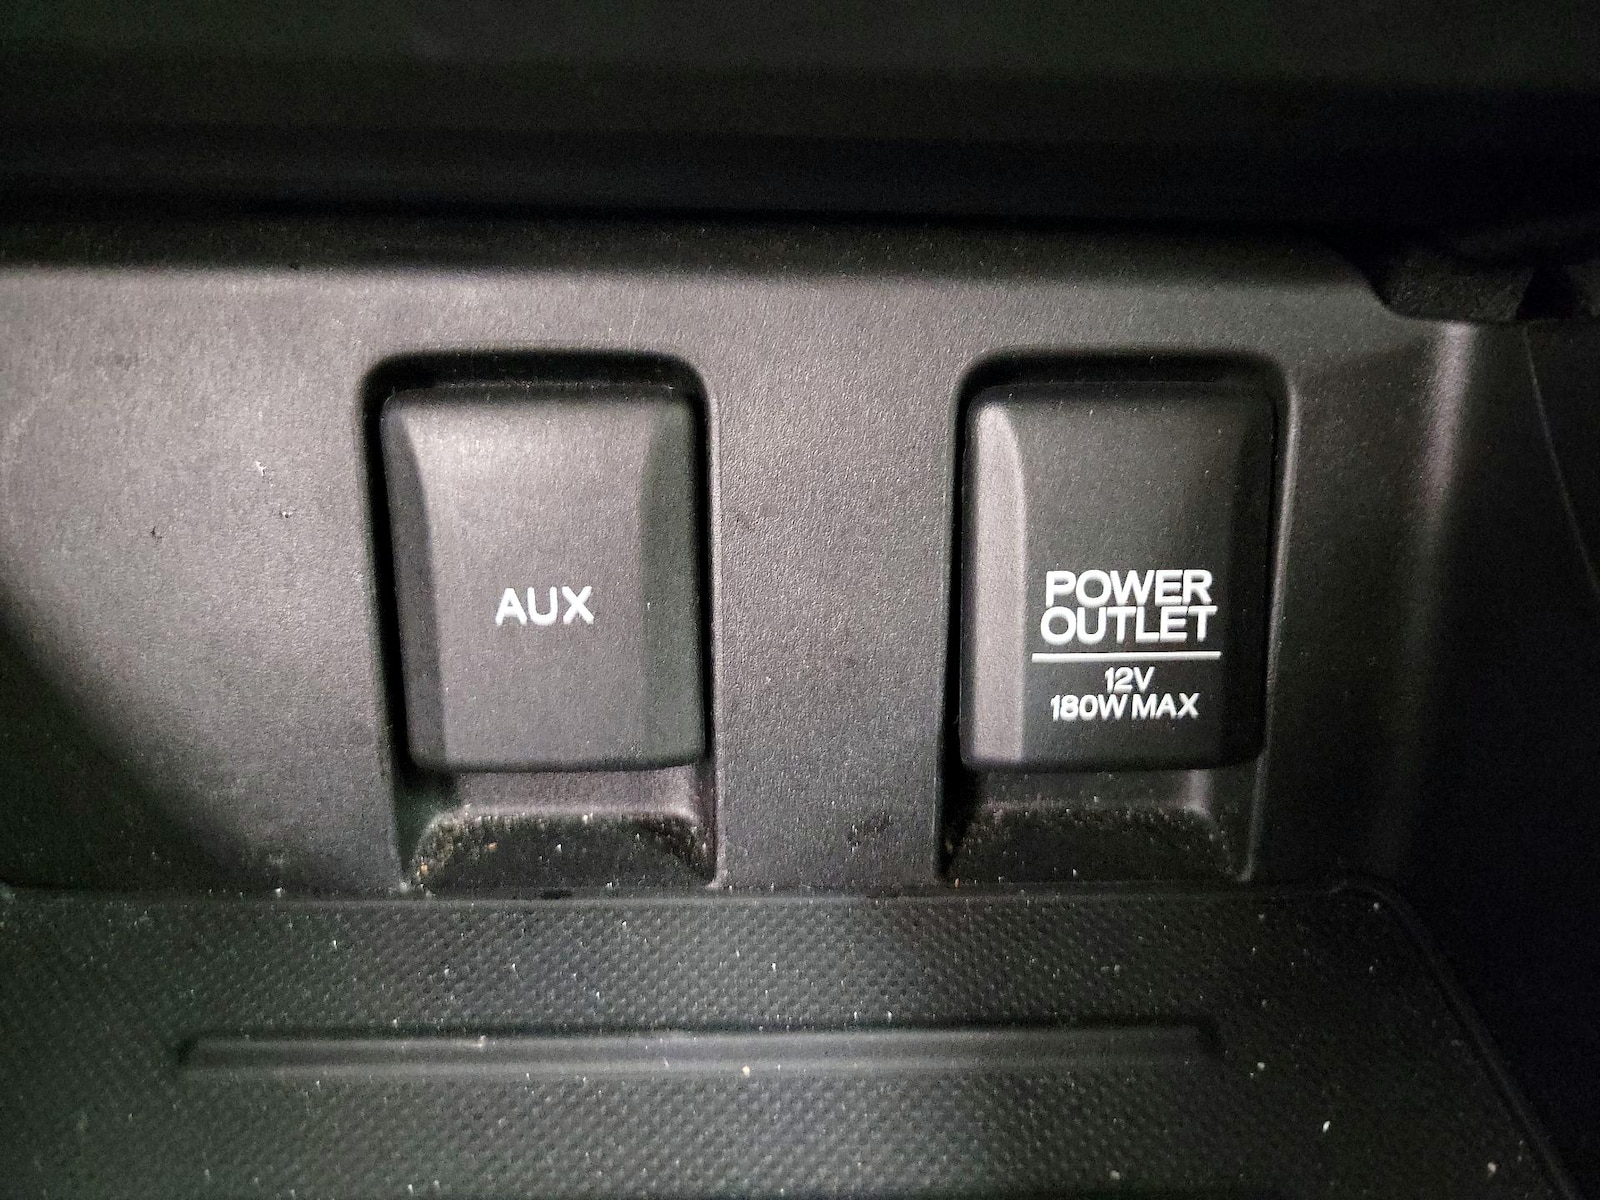 AUX
POWER
OUTLET
12V
180W MAX